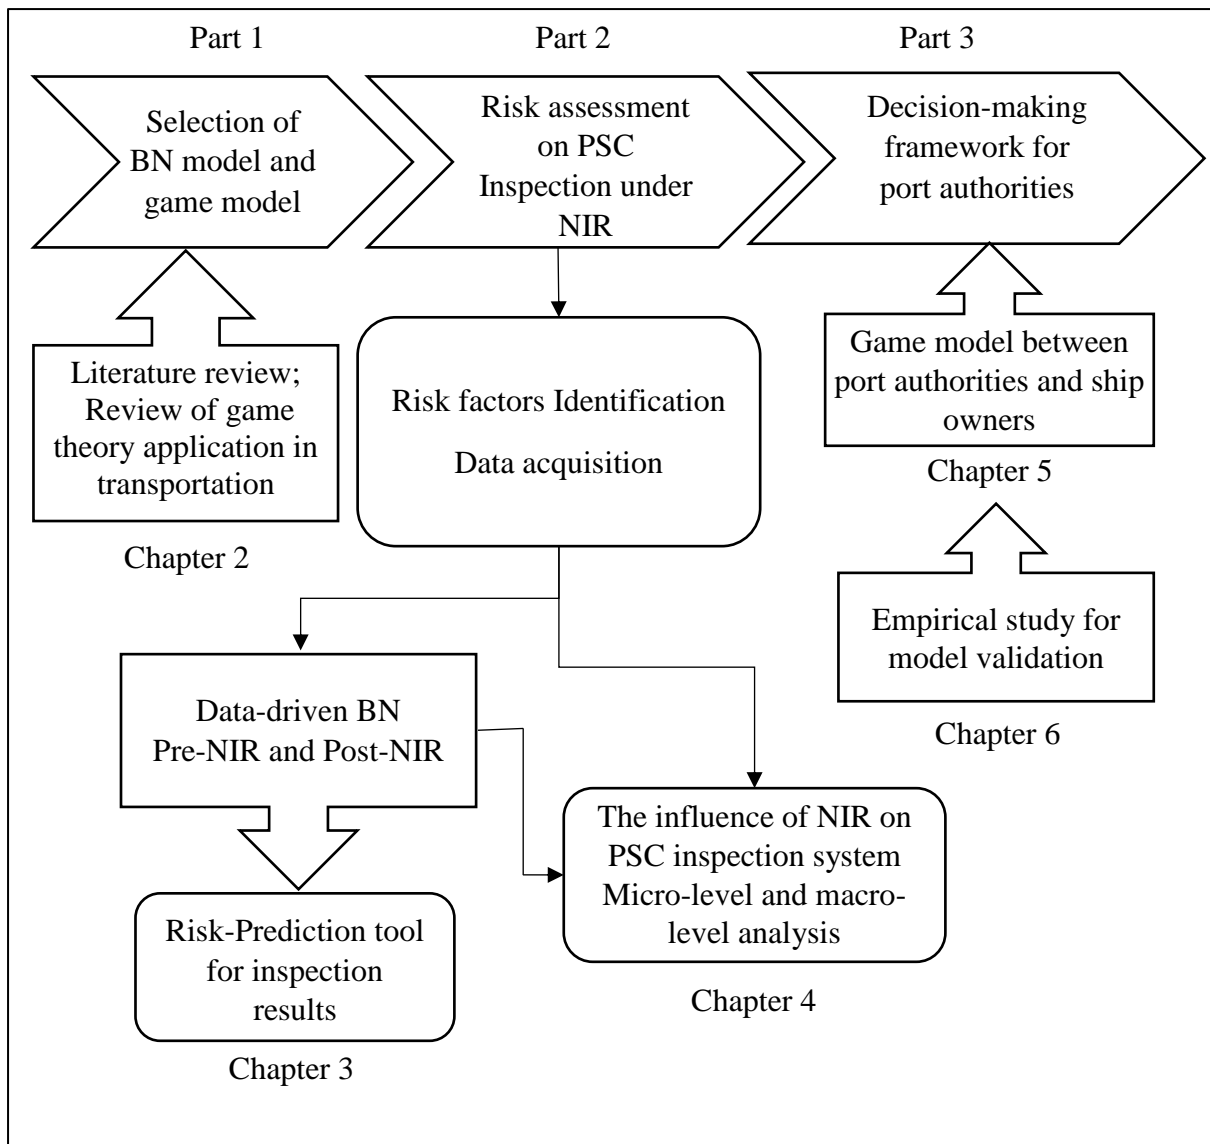 Part 1
Part 2
Part 3
Selection of
BN model and
game model
Risk assessment
on PSC
Inspection under
NIR
Decision-making
framework for
port authorities
Literature review;
Review of game
theory application in
transportation
Chapter 2
Risk factors Identification
Data acquisition
Game model between
port authorities and ship
owners
Chapter 5
Empirical study for
model validation
Chapter 6
Data-driven BN
Pre-NIR and Post-NIR
The influence of NIR on
PSC inspection system
Micro-level and macro-
level analysis
Chapter 4
Risk-Prediction tool
for inspection
results
Chapter 3